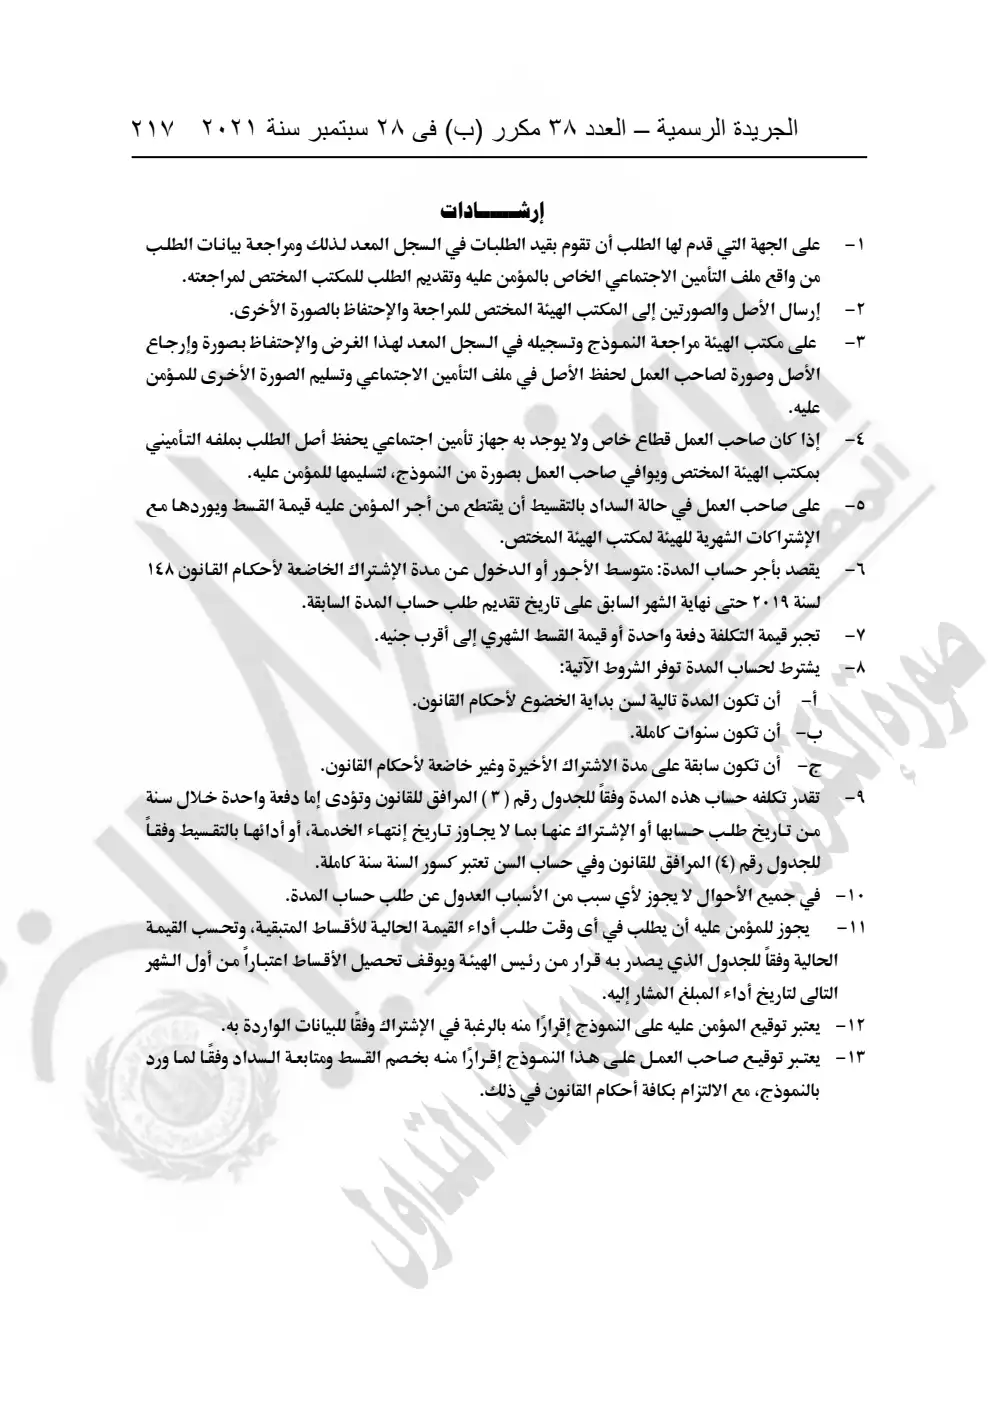 الجريدة الرسمية – العدد ٣٨ مكرر (ب) فى ٢٨ سبتمبر سنة ٢٠٢١ ٢١٧
إرشـــــادات
١- على الجهة التي قدم لها الطلب أن تقوم بقيد الطلبات في السجل المعد لذلك ومراجعة بيانات الطلب
من واقع ملف التأمين الاجتماعي الخاص بالمؤمن عليه وتقديم الطلب للمكتب المختص لمراجعته.
٢- إرسال الأصل والصورتين إلى المكتب الهيئة المختص للمراجعة والإحتفاظ بالصورة الأخرى.
٣- على مكتب الهيئة مراجعة النموذج وتسجيله في السجل المعد لهذا الغرض والإحتفاظ بصورة وإرجاع
الأصل وصورة لصاحب العمل لحفظ الأصل في ملف التأمين الاجتماعي وتسليم الصورة الأخرى للمؤمن
عليه.
٤- إذا كان صاحب العمل قطاع خاص ولا يوجد به جهاز تأمين اجتماعي يحفظ أصل الطلب بملفه التأميني
بمكتب الهيئة المختص ويوافي صاحب العمل بصورة من النموذج، لتسليمها للمؤمن عليه.
٥- على صاحب العمل في حالة السداد بالتقسيط أن يقتطع من أجر المؤمن عليه قيمة القسط ويوردها مع
الإشتراكات الشهرية للهيئة لمكتب الهيئة المختص.
٦- يقصد بأجر حساب المدة: متوسط الأجور أو الدخول عن مدة الإشتراك الخاضعة لأحكام القانون ١٤٨
لسنة ٢٠١٩ حتى نهاية الشهر السابق على تاريخ تقديم طلب حساب المدة السابقة.
٧- تجبر قيمة التكلفة دفعة واحدة أو قيمة القسط الشهري إلى أقرب جنيه.
٨- يشترط لحساب المدة توفر الشروط الآتية:
أ- أن تكون المدة تالية لسن بداية الخضوع لأحكام القانون.
ب- أن تكون سنوات كاملة.
ج- أن تكون سابقة على مدة الاشتراك الأخيرة وغير خاضعة لأحكام القانون.
٩- تقدر تكلفه حساب هذه المدة وفقاً للجدول رقم ( ٣ ) المرافق للقانون وتؤدى إما دفعة واحدة خلال سنة
من تاريخ طلب حسابها أو الإشتراك عنها بما لا يجاوز تاريخ إنتهاء الخدمة، أو أدائها بالتقسيط وفقاً
للجدول رقم (٤) المرافق للقانون وفي حساب السن تعتبر كسور السنة سنة كاملة.
١٠- في جميع الأحوال لا يجوز لأي سبب من الأسباب العدول عن طلب حساب المدة.
١١- يجوز للمؤمن عليه أن يطلب في أى وقت طلب أداء القيمة الحالية للأقساط المتبقية، وتحسب القيمة
الحالية وفقاً للجدول الذي يصدر به قرار من رئيس الهيئة ويوقف تحصيل الأقساط اعتباراً من أول الشهر
التالى لتاريخ أداء المبلغ المشار إليه.
١٢- يعتبر توقيع المؤمن عليه على النموذج إقرارًا منه بالرغبة في الإشتراك وفقًا للبيانات الواردة به.
١٣- يعتبر توقيع صاحب العمل على هذا النموذج إقرارًا منه بخصم القسط ومتابعة السداد وفقًا لما ورد
بالنموذج، مع الالتزام بكافة أحكام القانون في ذلك.